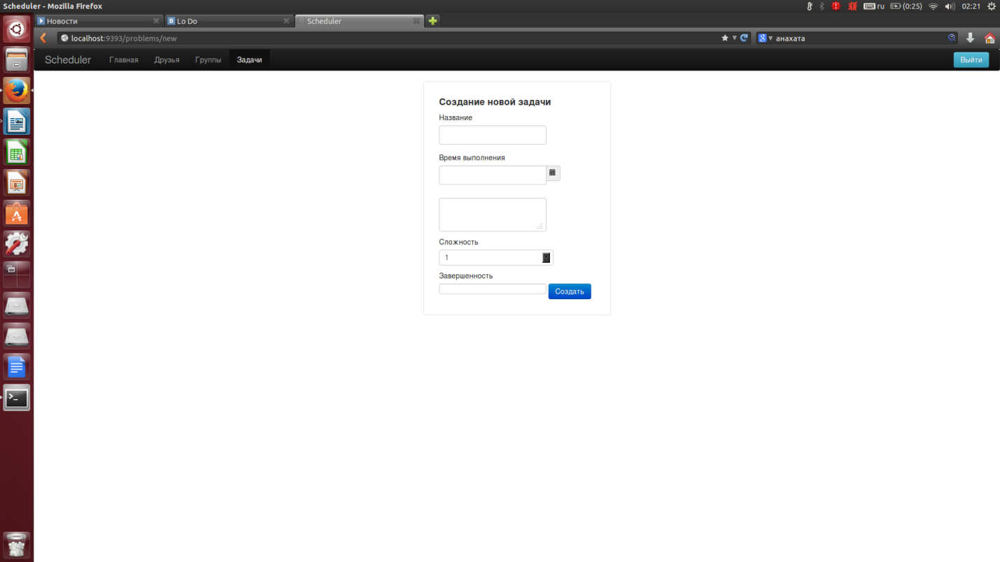 Scheduler - Mozilla Firefox
ru (0:25) 02:21
Новости Lo Do Scheduler
localhost:9393/problems/new анахата
Scheduler Главная Друзья Группы Задачи Выйти
Создание новой задачи
Название
Время выполнения
Сложность
1
Завершенность
Создать